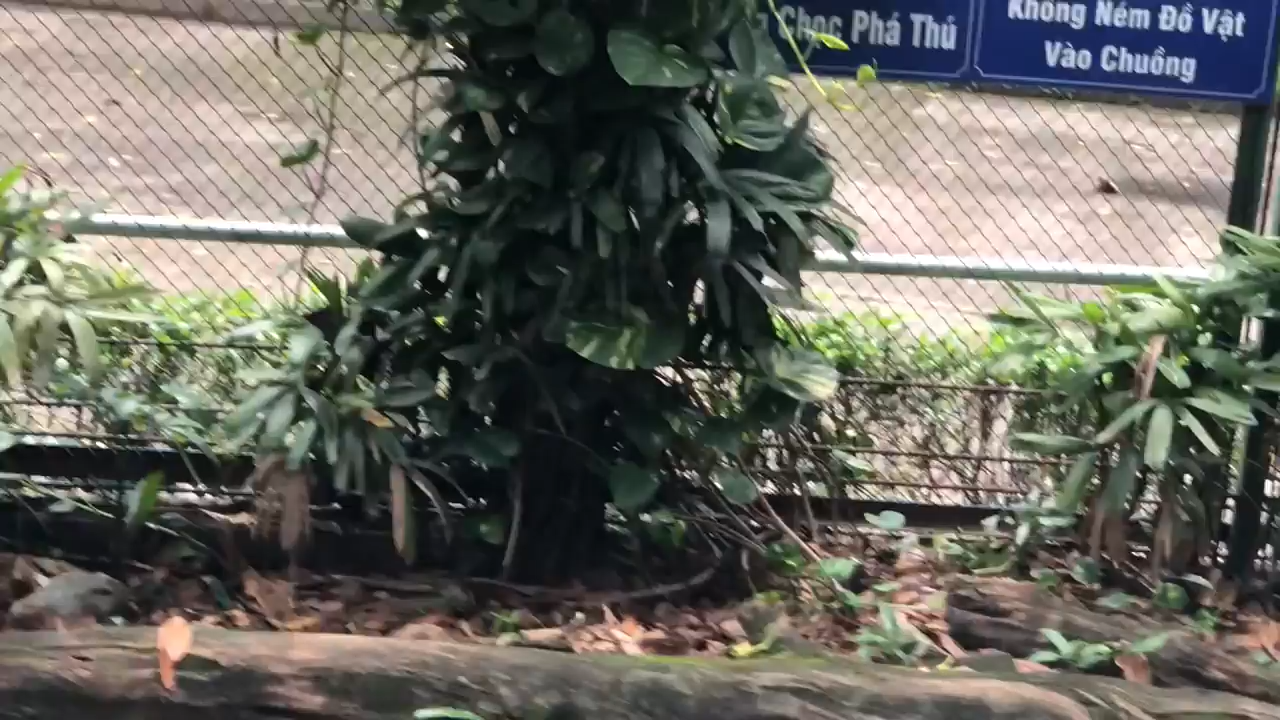 Chọc Phá Thú
Không Ném Đồ Vật
Vào Chuồng